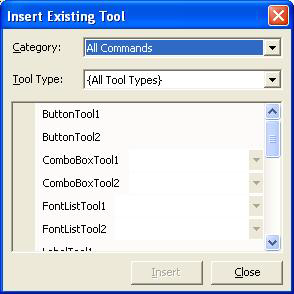 Insert Existing Tool
Category:
All Commands
Tool Type:
{All Tool Types}
ButtonTool1
ButtonTool2
ComboBoxTool1
ComboBoxTool2
FontListTool1
FontListTool2
LabelTool1
Insert
Close